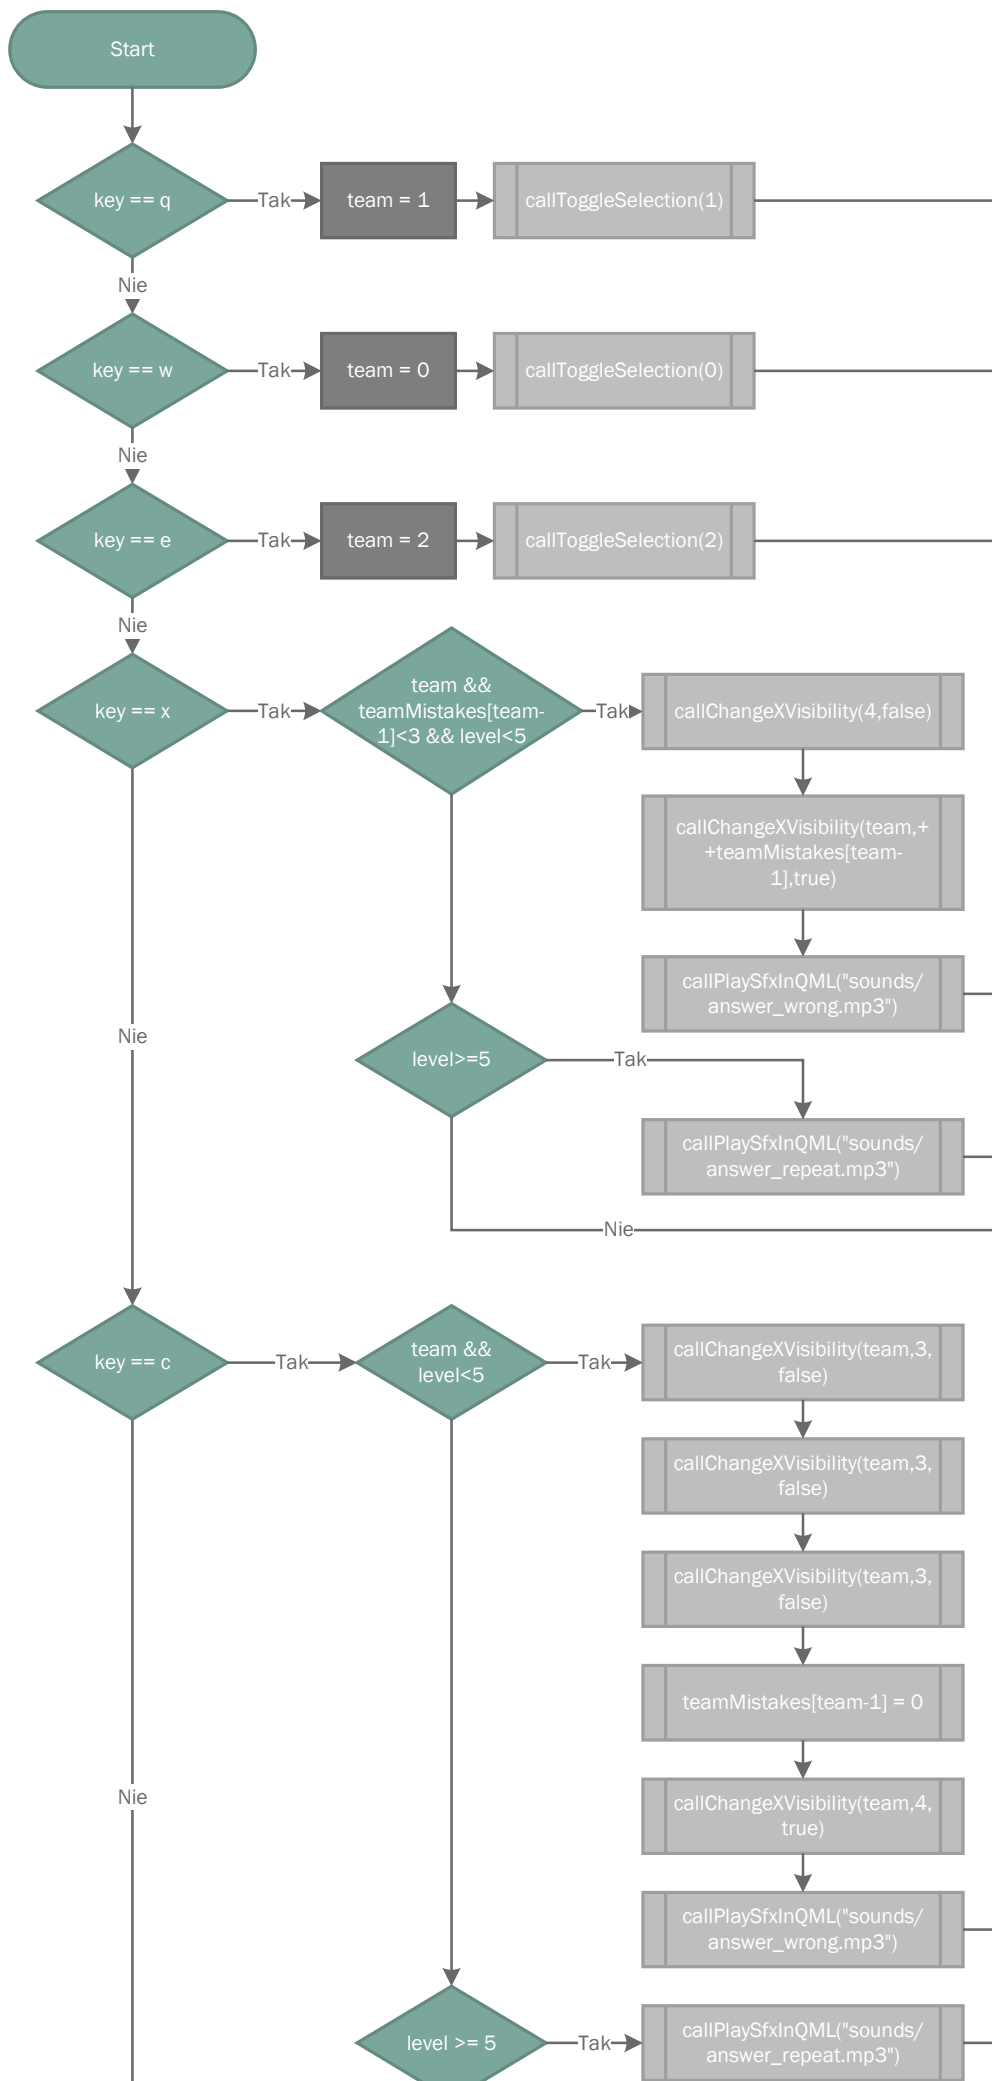 Start
key == q
Tak
team = 1
callToggleSelection(1)
Nie
key == w
Tak
team = 0
callToggleSelection(0)
Nie
key == e
Tak
team = 2
callToggleSelection(2)
Nie
key == x
Tak
team &&
teamMistakes[team-
1]<3 && level<5
Tak
callChangeXVisibility(4,false)
callChangeXVisibility(team,+
+teamMistakes[team-
1],true)
callPlaySfxInQML("sounds/
answer_wrong.mp3")
Nie
level>=5
Tak
callPlaySfxInQML("sounds/
answer_repeat.mp3")
Nie
key == c
Tak
team &&
level<5
Tak
callChangeXVisibility(team,3,
false)
callChangeXVisibility(team,3,
false)
callChangeXVisibility(team,3,
false)
teamMistakes[team-1] = 0
callChangeXVisibility(team,4,
true)
Nie
callPlaySfxInQML("sounds/
answer_wrong.mp3")
level >= 5
Tak
callPlaySfxInQML("sounds/
answer_repeat.mp3")